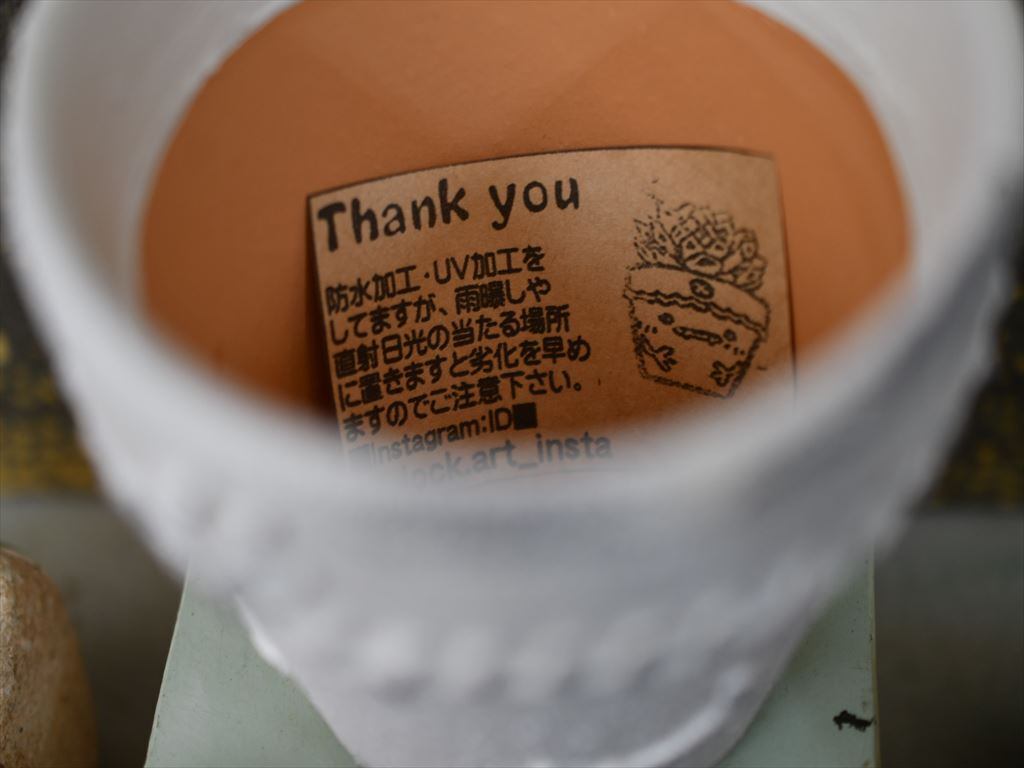 Thank you
防水加工・UV加工を
してますが、雨曝しや
直射日光の当たる場所
に置きますと劣化を早め
ますのでご注意下さい。
■Instagram:ID■
ock.art_insta